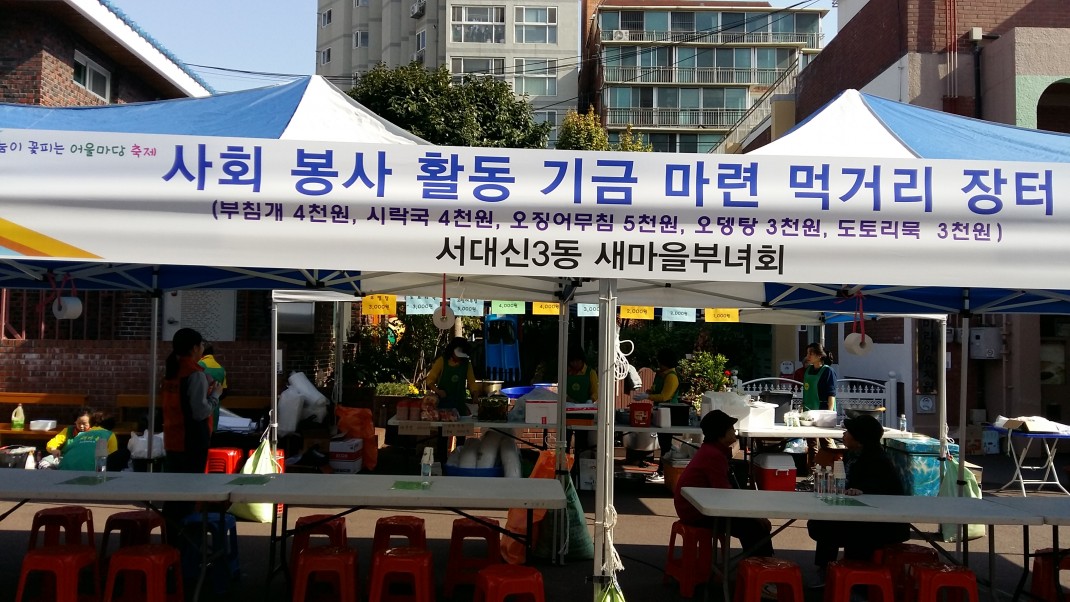 꽃피는 어울마당 축제
사회 봉사 활동 기금 마련 먹거리 장터
(부침개 4천원, 시락국 4천원, 오징어무침 5천원, 오뎅탕 3천원, 도토리묵 3천원)
서대신3동 새마을부녀회